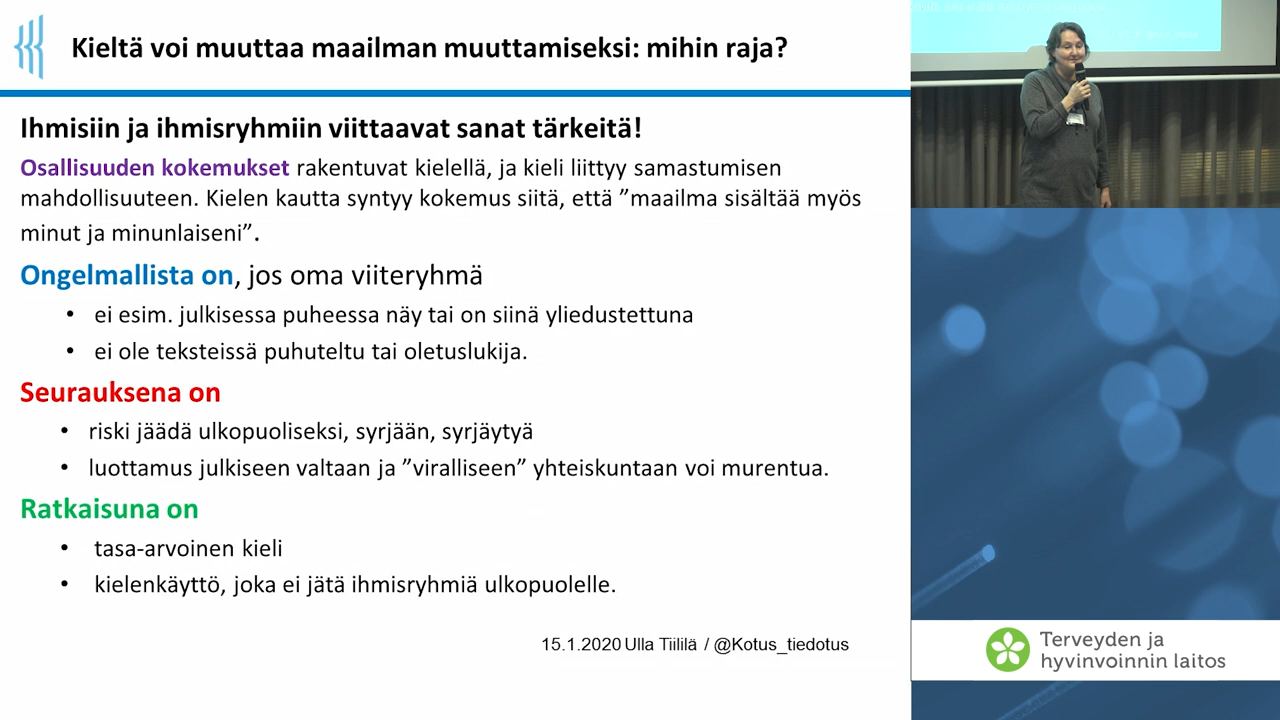 Kieltä voi muuttaa maailman muuttamiseksi: mihin raja?
Ihmisiin ja ihmisryhmiin viittaavat sanat tärkeitä!
Osallisuuden kokemukset rakentuvat kielellä, ja kieli liittyy samastumisen
mahdollisuuteen. Kielen kautta syntyy kokemus siitä, että ”maailma sisältää myös
minut ja minunlaiseni”.
Ongelmallista on, jos oma viiteryhmä
• ei esim. julkisessa puheessa näy tai on siinä yliedustettuna
• ei ole teksteissä puhuteltu tai oletuslukija.
Seurauksena on
• riski jäädä ulkopuoliseksi, syrjään, syrjäytyä
• luottamus julkiseen valtaan ja ”viralliseen” yhteiskuntaan voi murentua.
Ratkaisuna on
• tasa-arvoinen kieli
• kielenkäyttö, joka ei jätä ihmisryhmiä ulkopuolelle.
15.1.2020 Ulla Tiililä / @Kotus_tiedotus
Terveyden ja
hyvinvoinnin laitos